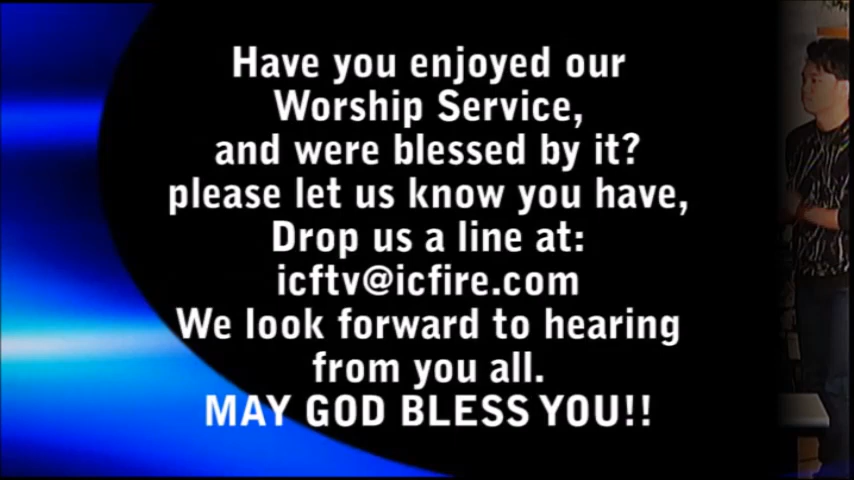 Have you enjoyed our
Worship Service,
and were blessed by it?
please let us know you have,
Drop us a line at:
icftv@icfire.com
We look forward to hearing
from you all.
MAY GOD BLESS YOU!!